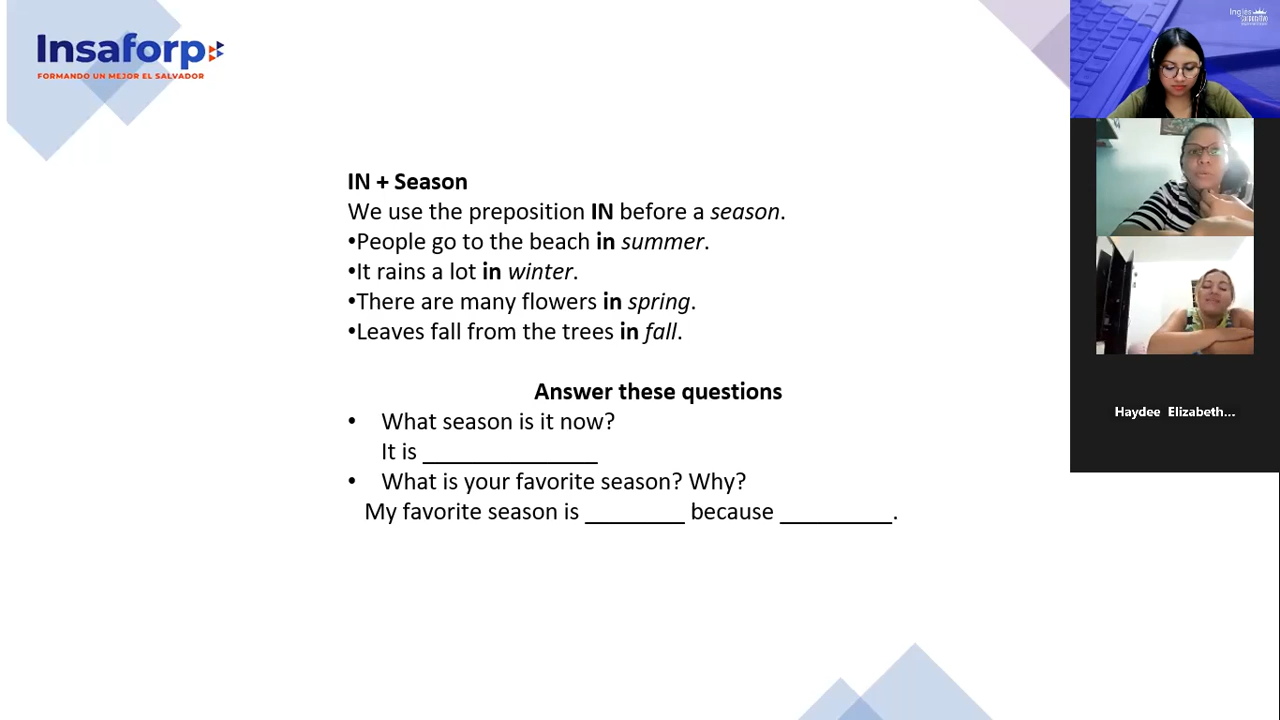 Insaforp
FORMANDO UN MEJOR EL SALVADOR
IN + Season
We use the preposition IN before a season.
•People go to the beach in summer.
•It rains a lot in winter.
•There are many flowers in spring.
•Leaves fall from the trees in fall.
Answer these questions
• What season is it now?
It is _______________
• What is your favorite season? Why?
My favorite season is _________ because __________.
Inglés
Haydee Elizabeth...